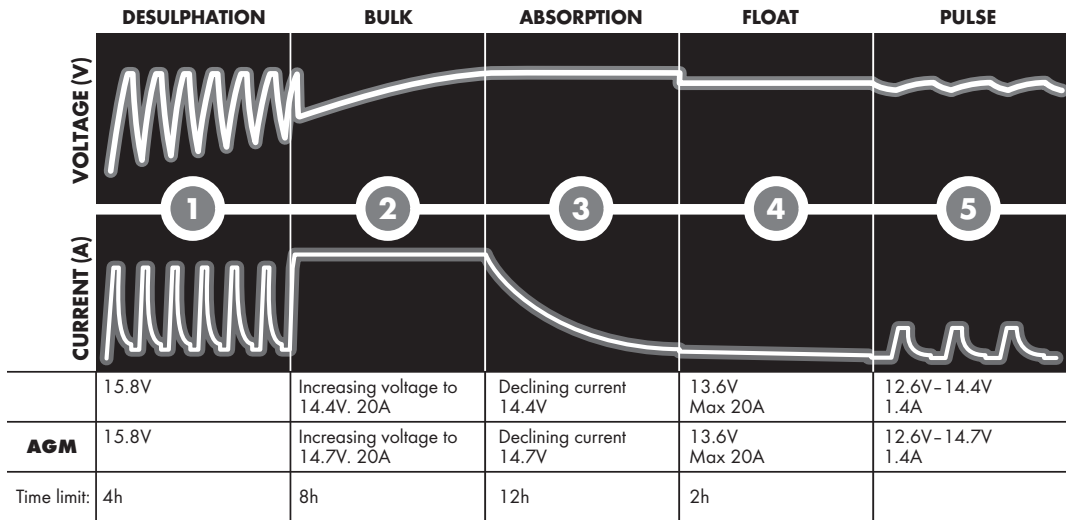 DESULPHATION BULK ABSORPTION FLOAT PULSE
VOLTAGE (V)
1 2 3 4 5
CURRENT (A)
15.8V Increasing voltage to Declining current 13.6V 12.6V–14.4V
14.4V. 20A 14.4V Max 20A 1.4A
AGM 15.8V Increasing voltage to Declining current 13.6V 12.6V–14.7V
14.7V. 20A 14.7V Max 20A 1.4A
Time limit: 4h 8h 12h 2h